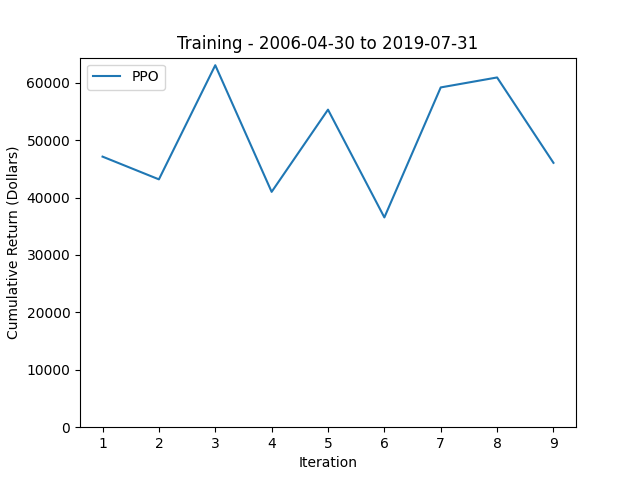 Training - 2006-04-30 to 2019-07-31
PPO
Cumulative Return (Dollars)
60000
50000
40000
30000
20000
10000
0
1 2 3 4 5 6 7 8 9
Iteration